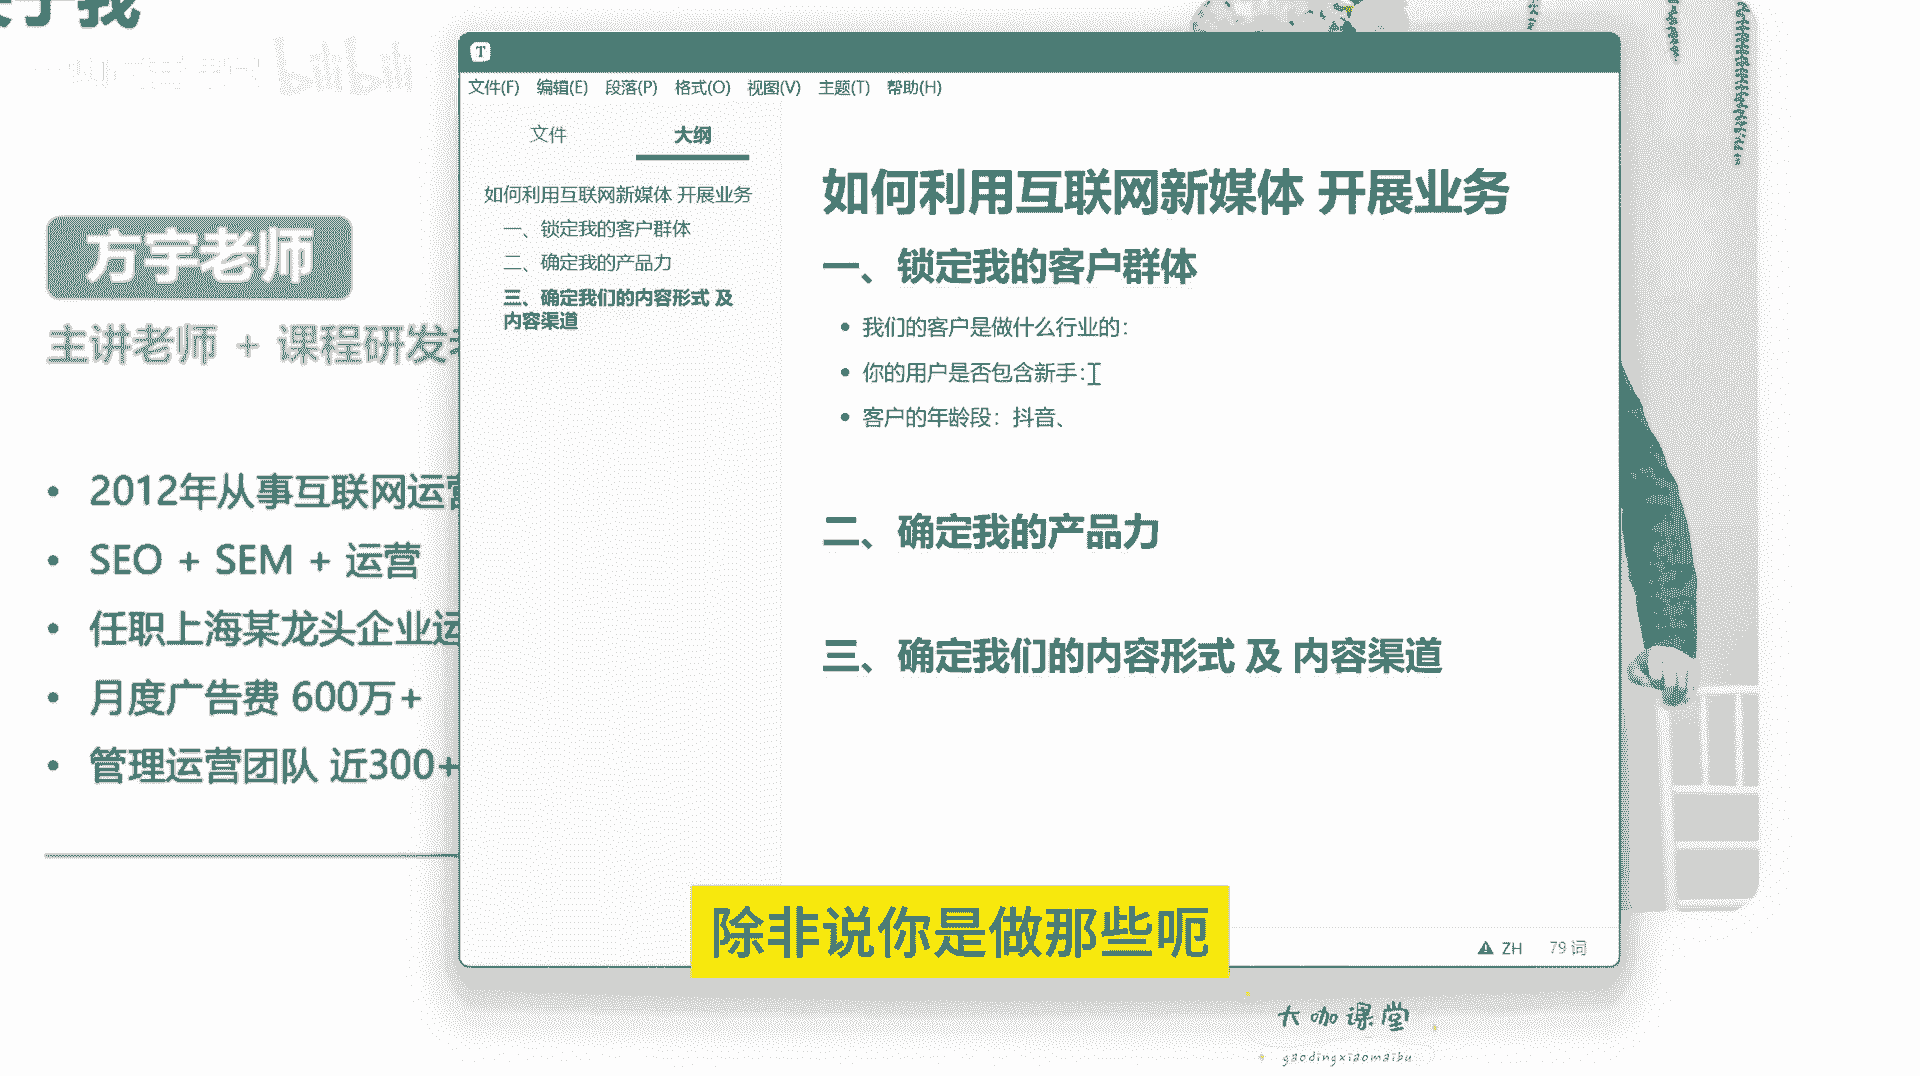 方宇老师
主讲老师 + 课程研发
• 2012年从事互联网运营
• SEO + SEM + 运营
• 任职上海某龙头企业运
• 月度广告费 600万+
• 管理运营团队 近300+
bilibili
T
文件(F) 编辑(E) 段落(P) 格式(O) 视图(V) 主题(T) 帮助(H)
文件 大纲
如何利用互联网新媒体 开展业务
一、锁定我的客户群体
二、确定我的产品力
三、确定我们的内容形式 及
内容渠道
如何利用互联网新媒体 开展业务
一、锁定我的客户群体
• 我们的客户是做什么行业的：
• 你的用户是否包含新手：
• 客户的年龄段：抖音、
二、确定我的产品力
三、确定我们的内容形式 及 内容渠道
ZH 79 词
除非说你是做那些呃
大咖课堂
gaodingxiaomaibu